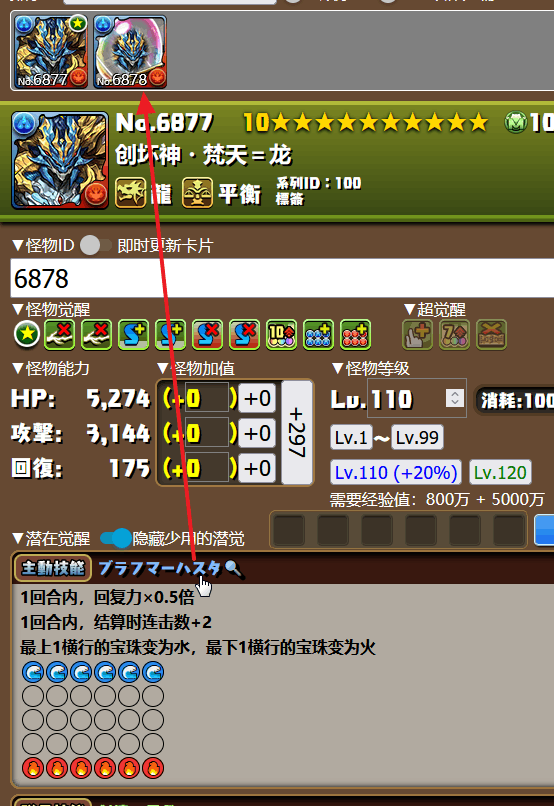 No.6877 No.6878
No.6877 10★★★★★★★★★★ 10
创坏神・梵天＝龙
龍 平衡 系列ID：100
標簽
▼怪物ID 即时更新卡片
6878
▼怪物觉醒 ▼超觉醒
▼怪物能力 ▼怪物加值 ▼怪物等级
HP: 5,274 (+0) +0 +297 Lv.110 消耗:100
攻擊: 3,144 (+0) +0 Lv.1～Lv.99
回復: 175 (+0) +0 Lv.110 (+20%) Lv.120
需要经验值：800万 + 5000万
▼潜在觉醒 隐藏少用的潜觉
主動技能 ブラフマーハスタ🔍
1回合内，回复力×0.5倍
1回合内，结算时连击数+2
最上1横行的宝珠变为水，最下1横行的宝珠变为火